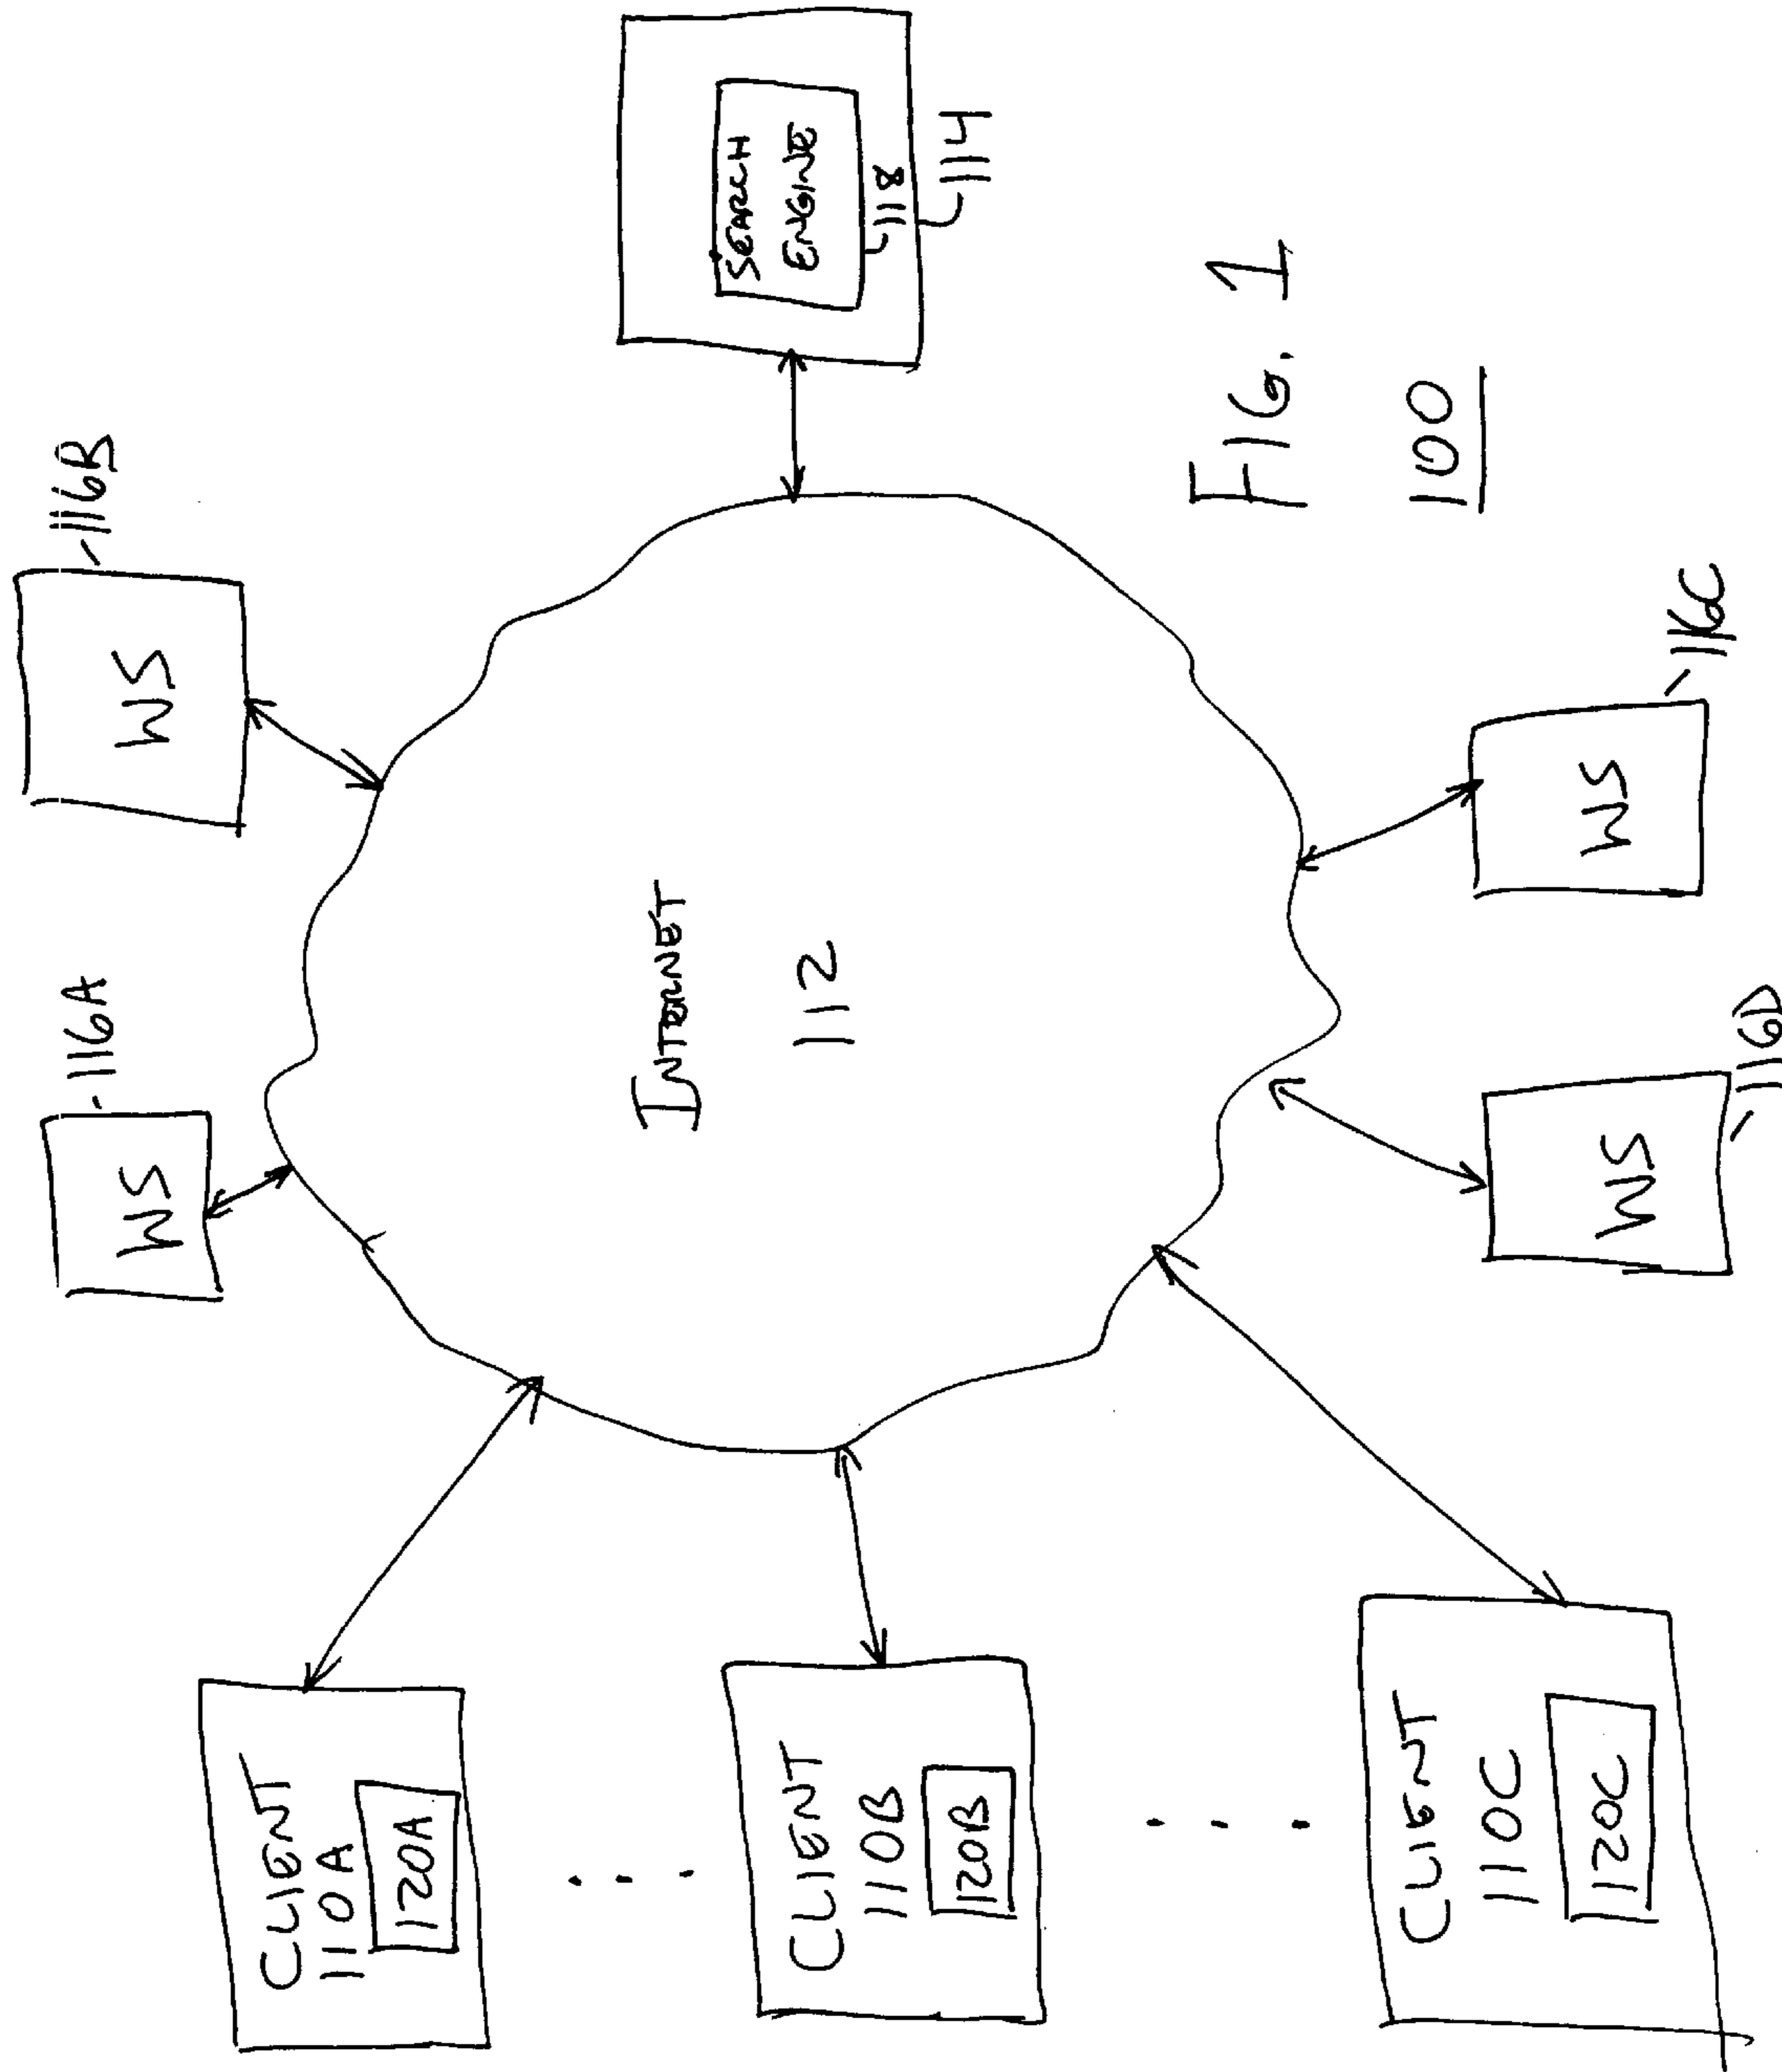 116A
WS
116B
WS
CLIENT
110A
120A
INTERNET
112
SEARCH
ENGINE
118
114
CLIENT
110B
120B
CLIENT
110C
120C
WS
116D
WS
116C
FIG. 1
100